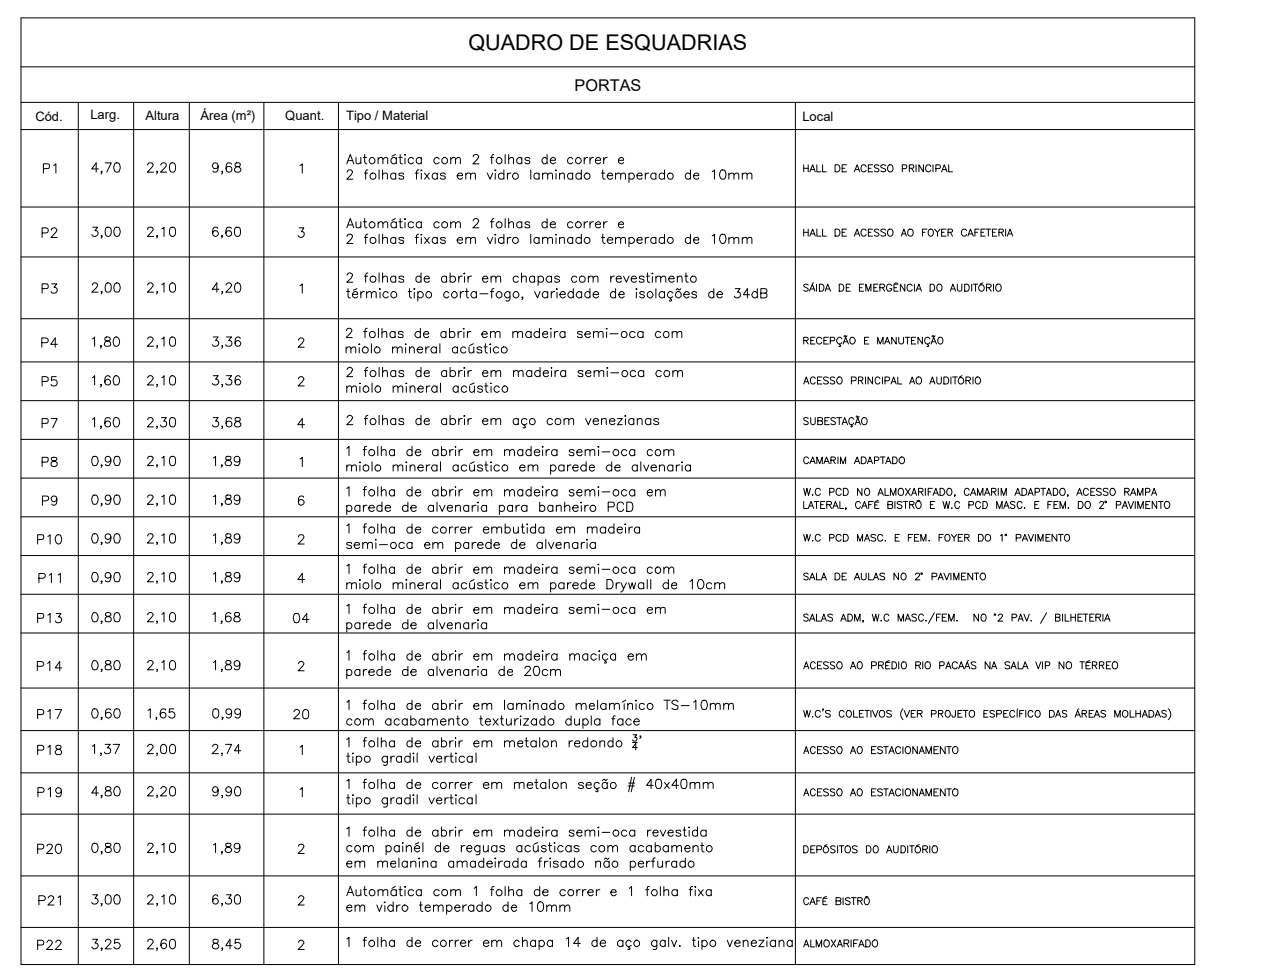 QUADRO DE ESQUADRIAS
PORTAS
Cód. Larg. Altura Área (m²) Quant. Tipo / Material Local
P1 4,70 2,20 9,68 1 Automática com 2 folhas de correr e
2 folhas fixas em vidro laminado temperado de 10mm HALL DE ACESSO PRINCIPAL
P2 3,00 2,10 6,60 3 Automática com 2 folhas de correr e
2 folhas fixas em vidro laminado temperado de 10mm HALL DE ACESSO AO FOYER CAFETERIA
P3 2,00 2,10 4,20 1 2 folhas de abrir em chapas com revestimento
térmico tipo corta-fogo, variedade de isolações de 34dB SÁIDA DE EMERGÊNCIA DO AUDITÓRIO
P4 1,80 2,10 3,36 2 2 folhas de abrir em madeira semi-oca com
miolo mineral acústico RECEPÇÃO E MANUTENÇÃO
P5 1,60 2,10 3,36 2 2 folhas de abrir em madeira semi-oca com
miolo mineral acústico ACESSO PRINCIPAL AO AUDITÓRIO
P7 1,60 2,30 3,68 4 2 folhas de abrir em aço com venezianas SUBESTAÇÃO
P8 0,90 2,10 1,89 1 1 folha de abrir em madeira semi-oca com
miolo mineral acústico em parede de alvenaria CAMARIM ADAPTADO
P9 0,90 2,10 1,89 6 1 folha de abrir em madeira semi-oca em
parede de alvenaria para banheiro PCD W.C PCD NO ALMOXARIFADO, CAMARIM ADAPTADO, ACESSO RAMPA
LATERAL, CAFÉ BISTRÔ E W.C PCD MASC. E FEM. DO 2° PAVIMENTO
P10 0,90 2,10 1,89 2 1 folha de correr embutida em madeira
semi-oca em parede de alvenaria W.C PCD MASC. E FEM. FOYER DO 1° PAVIMENTO
P11 0,90 2,10 1,89 4 1 folha de abrir em madeira semi-oca com
miolo mineral acústico em parede Drywall de 10cm SALA DE AULAS NO 2° PAVIMENTO
P13 0,80 2,10 1,68 04 1 folha de abrir em madeira semi-oca em
parede de alvenaria SALAS ADM, W.C MASC./FEM. NO °2 PAV. / BILHETERIA
P14 0,80 2,10 1,89 2 1 folha de abrir em madeira maciça em
parede de alvenaria de 20cm ACESSO AO PRÉDIO RIO PACAÁS NA SALA VIP NO TÉRREO
P17 0,60 1,65 0,99 20 1 folha de abrir em laminado melamínico TS-10mm
com acabamento texturizado dupla face W.C'S COLETIVOS (VER PROJETO ESPECÍFICO DAS ÁREAS MOLHADAS)
P18 1,37 2,00 2,74 1 1 folha de abrir em metalon redondo ¾'
tipo gradil vertical ACESSO AO ESTACIONAMENTO
P19 4,80 2,20 9,90 1 1 folha de correr em metalon seção # 40x40mm
tipo gradil vertical ACESSO AO ESTACIONAMENTO
P20 0,80 2,10 1,89 2 1 folha de abrir em madeira semi-oca revestida
com painél de reguas acústicas com acabamento
em melanina amadeirada frisado não perfurado DEPÓSITOS DO AUDITÓRIO
P21 3,00 2,10 6,30 2 Automática com 1 folha de correr e 1 folha fixa
em vidro temperado de 10mm CAFÉ BISTRÔ
P22 3,25 2,60 8,45 2 1 folha de correr em chapa 14 de aço galv. tipo veneziana ALMOXARIFADO